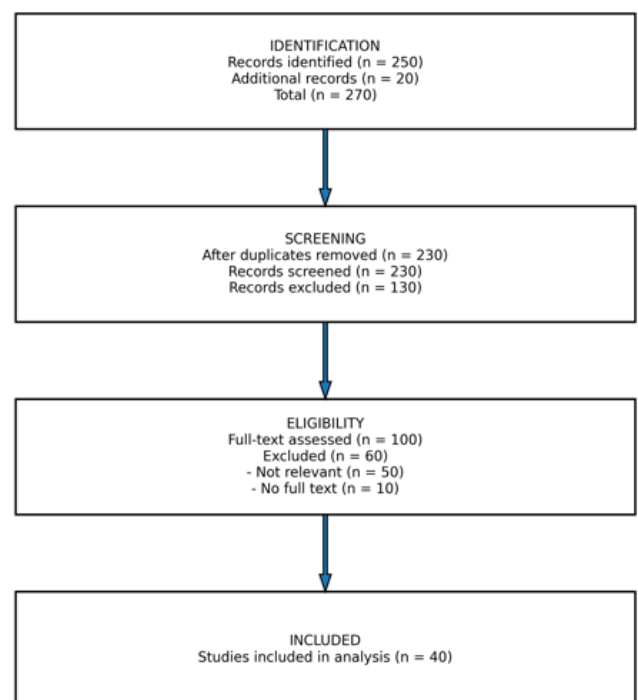 IDENTIFICATION
Records identified (n = 250)
Additional records (n = 20)
Total (n = 270)
SCREENING
After duplicates removed (n = 230)
Records screened (n = 230)
Records excluded (n = 130)
ELIGIBILITY
Full-text assessed (n = 100)
Excluded (n = 60)
- Not relevant (n = 50)
- No full text (n = 10)
INCLUDED
Studies included in analysis (n = 40)